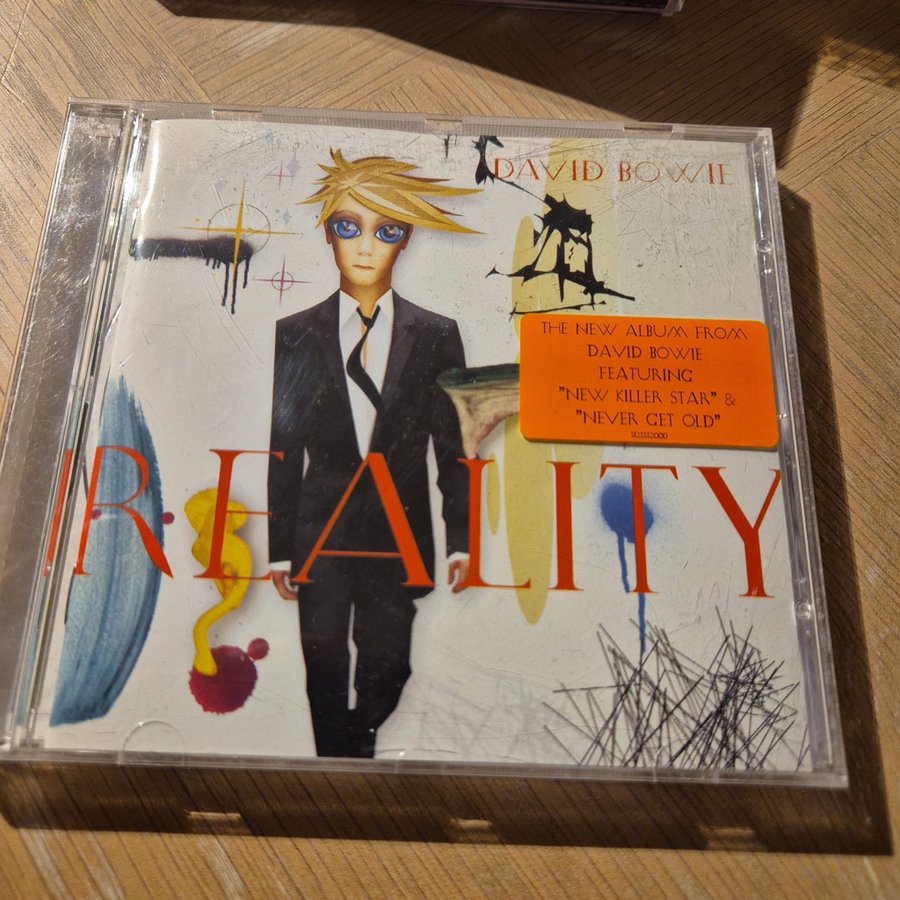 DAVID BOWIE
THE NEW ALBUM FROM
DAVID BOWIE
FEATURING
"NEW KILLER STAR" &
"NEVER GET OLD"
REALITY